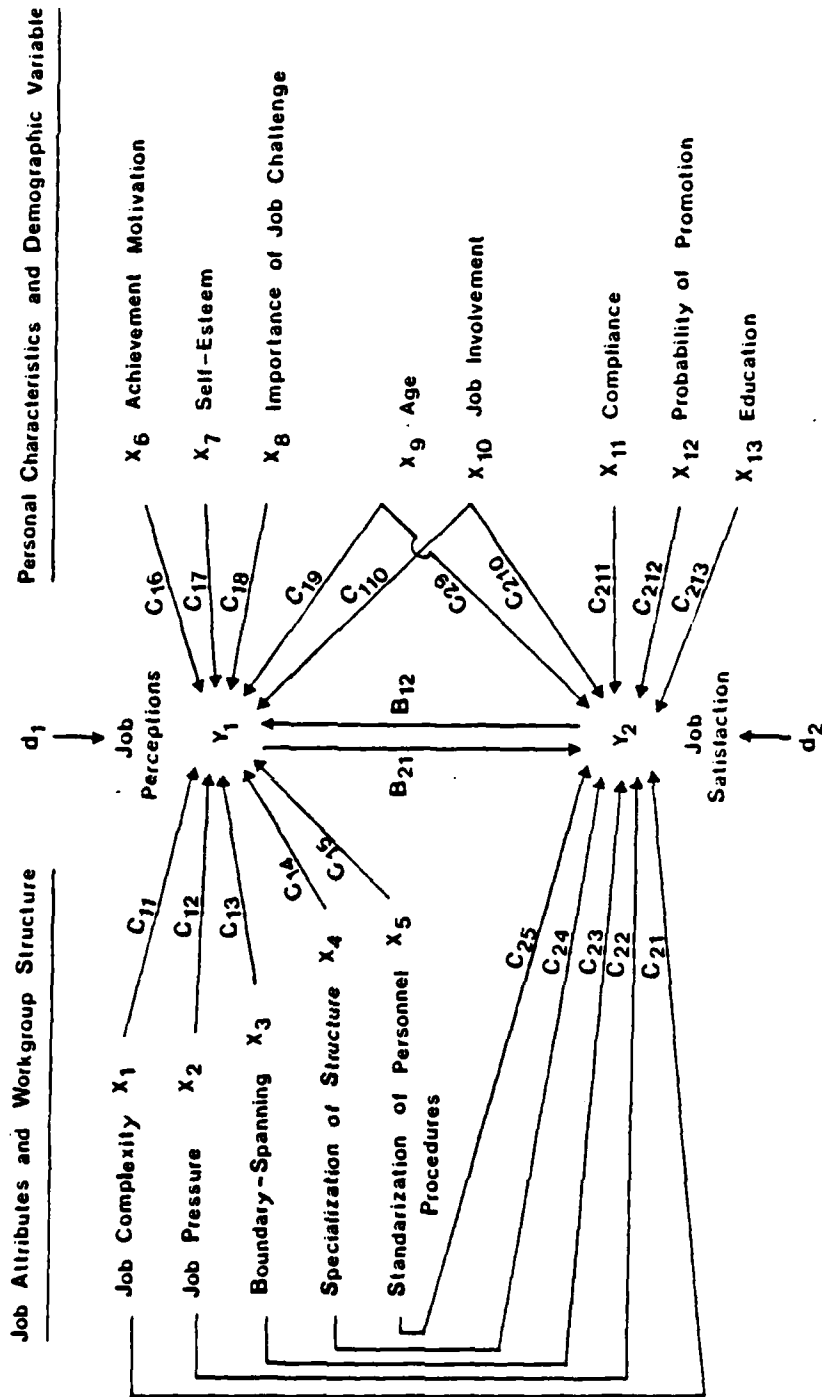 Job Attributes and Workgroup Structure
Personal Characteristics and Demographic Variable
Job Complexity X1
Job Pressure X2
Boundary-Spanning X3
Specialization of Structure X4
Standarization of Personnel X5
Procedures
C11
C12
C13
C14
C15
C25
C24
C23
C22
C21
d1
Job
Perceptions
Y1
B21
B12
Y2
Job
Satisfaction
d2
C16
C17
C18
C19
C110
C29
C210
C211
C212
C213
X6 Achievement Motivation
X7 Self-Esteem
X8 Importance of Job Challenge
X9 Age
X10 Job Involvement
X11 Compliance
X12 Probability of Promotion
X13 Education